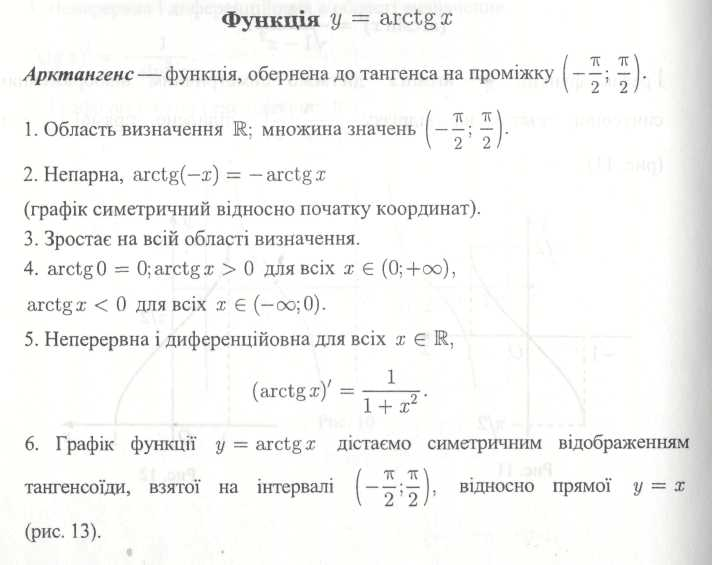 Функція y = arctg x
Арктангенс — функція, обернена до тангенса на проміжку (−π/2; π/2).
1. Область визначення ℝ; множина значень (−π/2; π/2).
2. Непарна, arctg(−x) = − arctg x
(графік симетричний відносно початку координат).
3. Зростає на всій області визначення.
4. arctg 0 = 0; arctg x > 0 для всіх x ∈ (0; +∞),
arctg x < 0 для всіх x ∈ (−∞; 0).
5. Неперервна і диференційовна для всіх x ∈ ℝ,
(arctg x)′ = 1/(1 + x²).
6. Графік функції y = arctg x дістаємо симетричним відображенням
тангенсоїди, взятої на інтервалі (−π/2; π/2), відносно прямої y = x
(рис. 13).